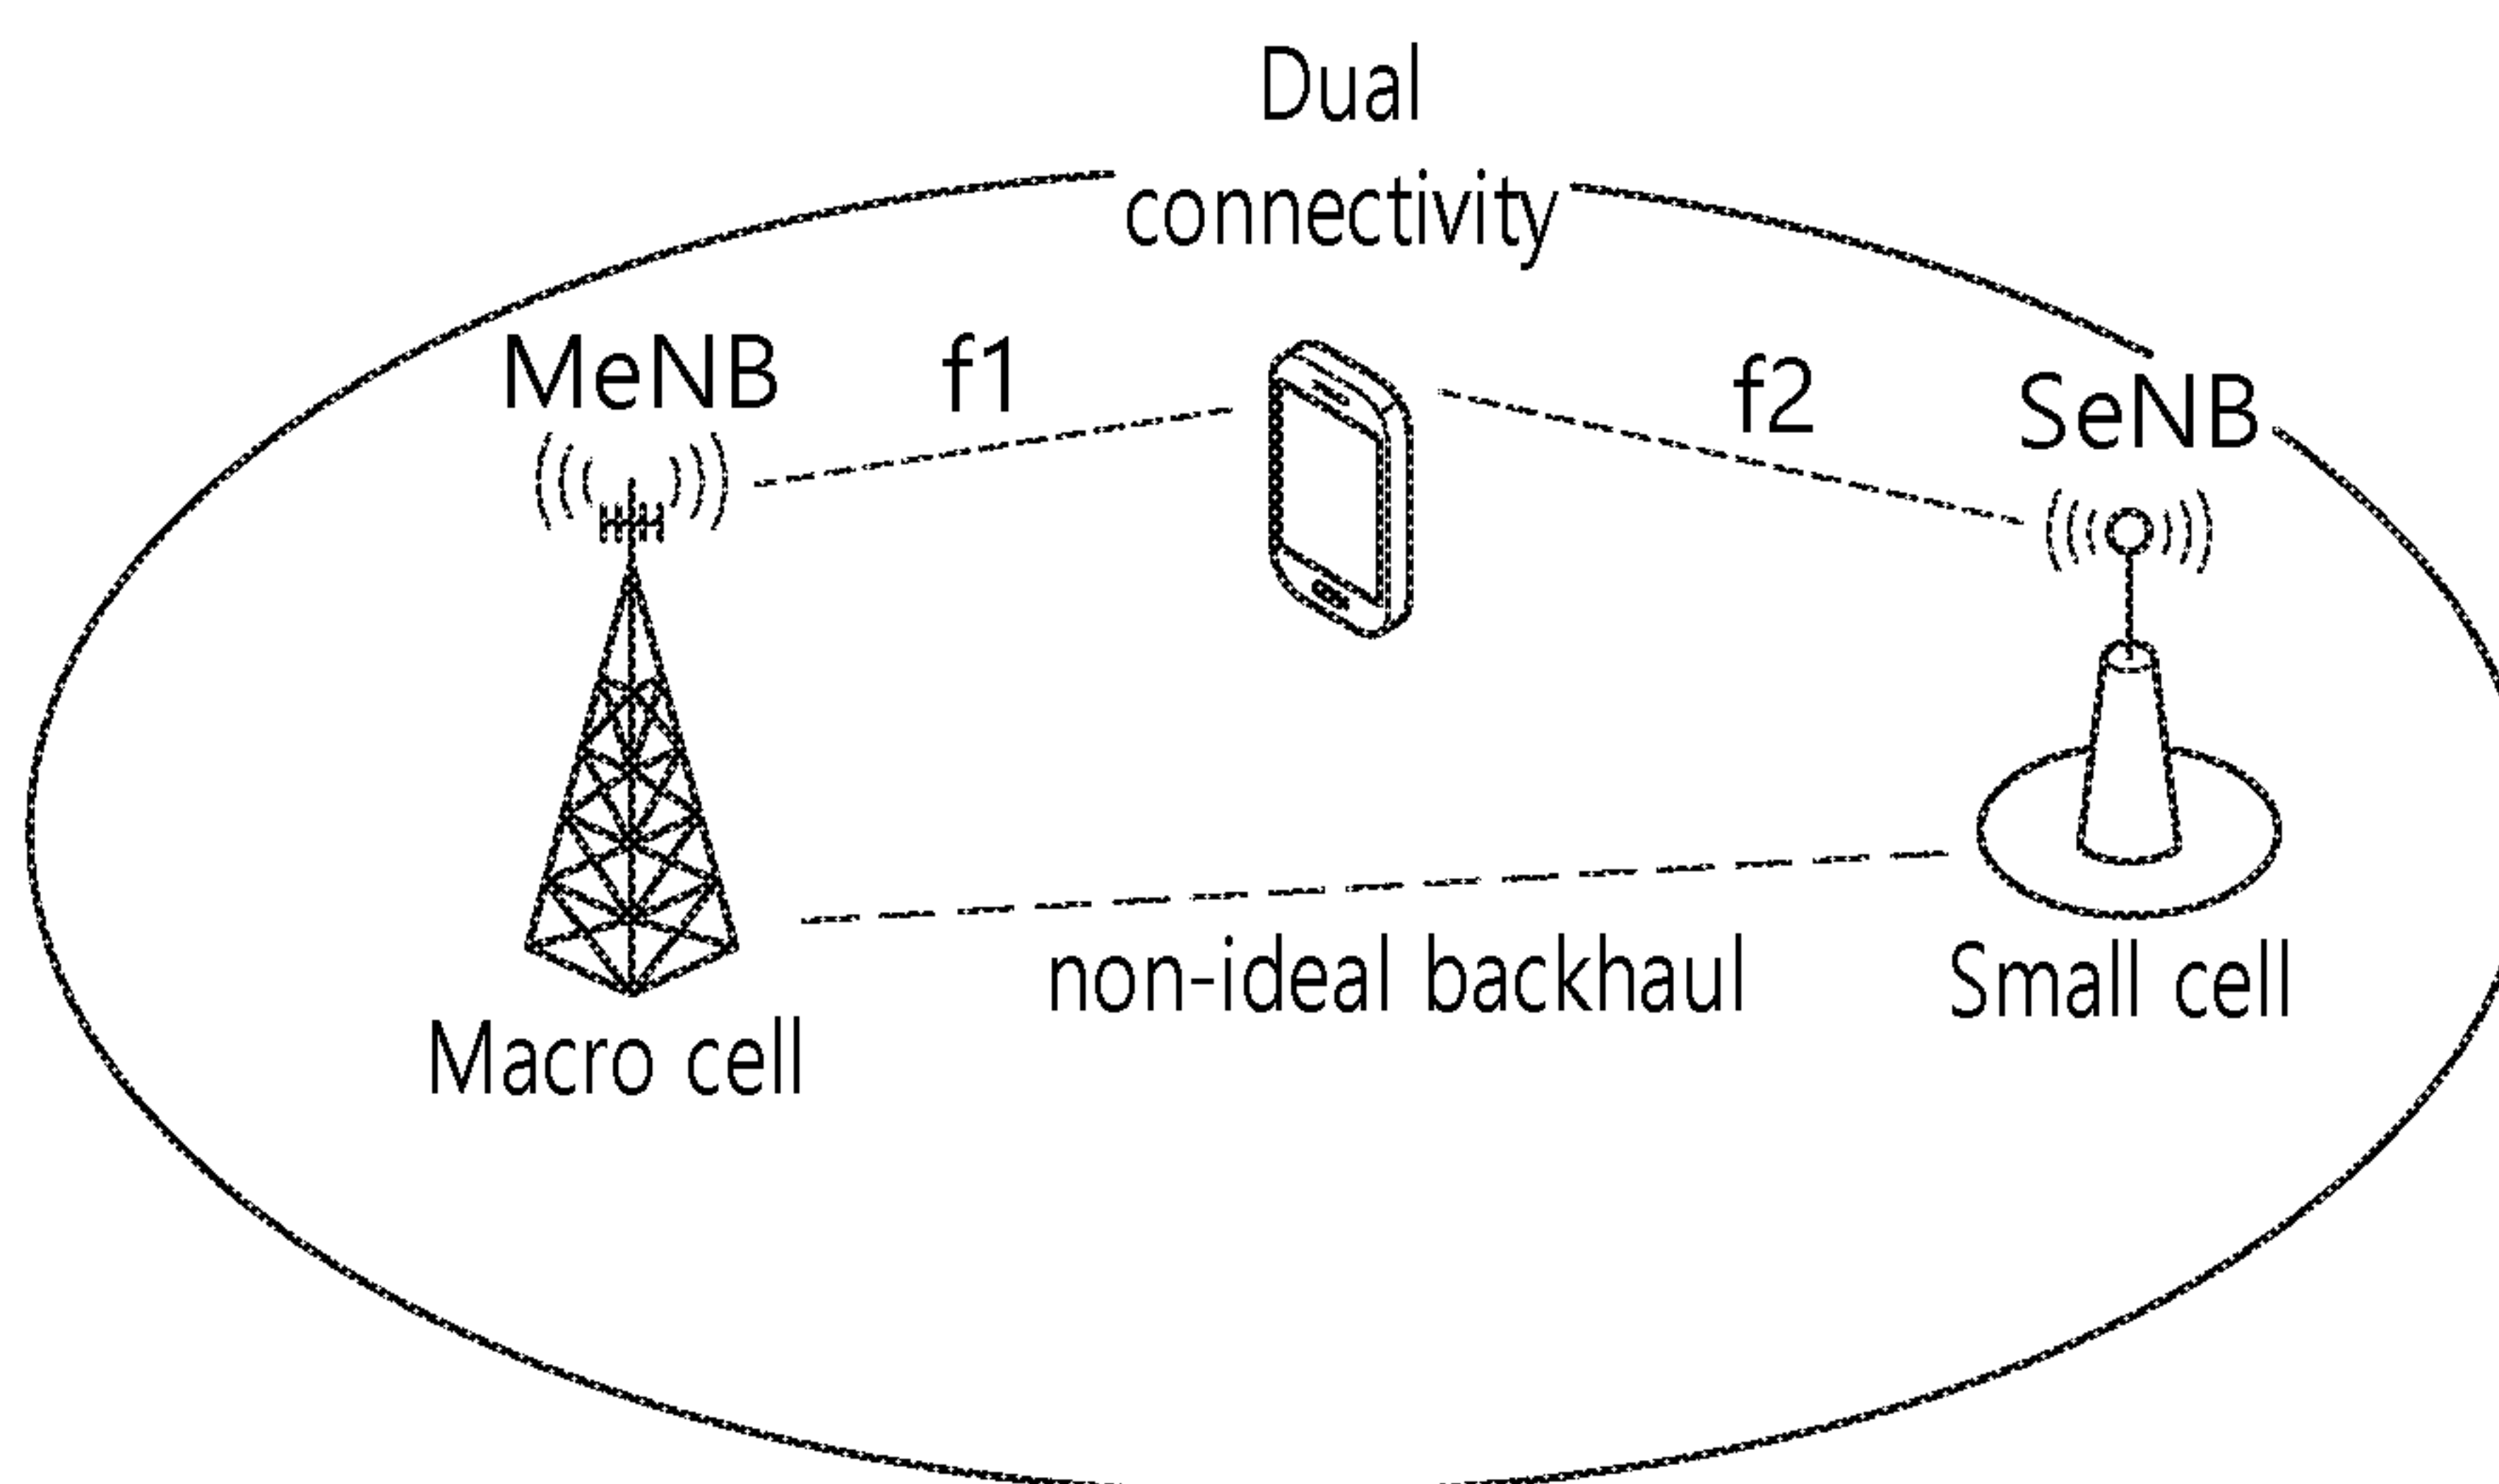 Dual
connectivity
MeNB
f1
f2
SeNB
non-ideal backhaul
Small cell
Macro cell